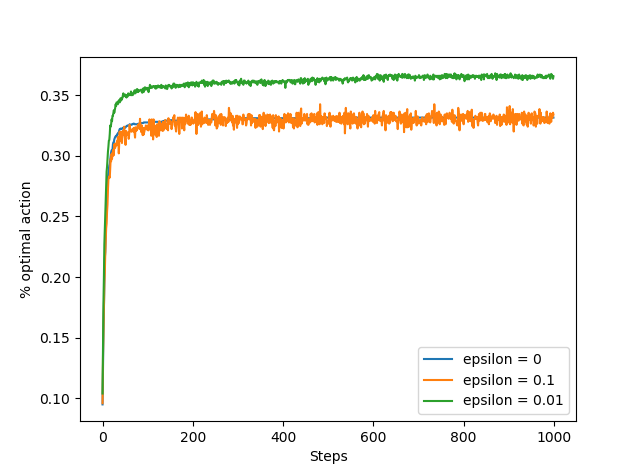 % optimal action
0.35
0.30
0.25
0.20
0.15
0.10
epsilon = 0
epsilon = 0.1
epsilon = 0.01
0 200 400 600 800 1000
Steps